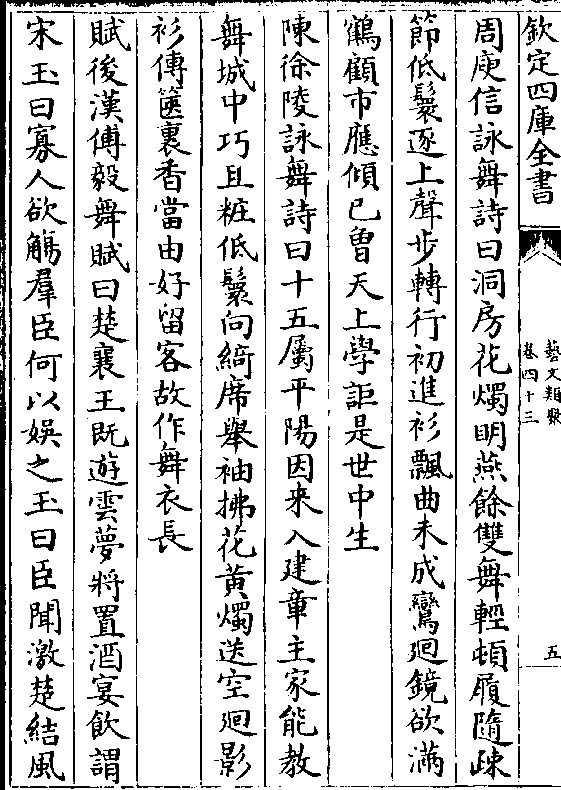 欽定四庫全書
藝文類聚
卷四十三
五
周庾信詠舞詩曰洞房花燭明燕餘雙舞輕頓履隨疎
節低鬟逐上聲步轉行初進衫飄曲未成鸞廻鏡欲滿
鶴顧市應傾已曾天上學詎是世中生
陳徐陵詠舞詩曰十五屬平陽因來入建章主家能教
舞城中巧且粧低鬟向綺席舉袖拂花黃燭送空廻影
衫傳篋裏香當由好留客故作舞衣長
賦後漢傅毅舞賦曰楚襄王既遊雲夢將置酒宴飲謂
宋玉曰寡人欲觴羣臣何以娛之玉曰臣聞激楚結風